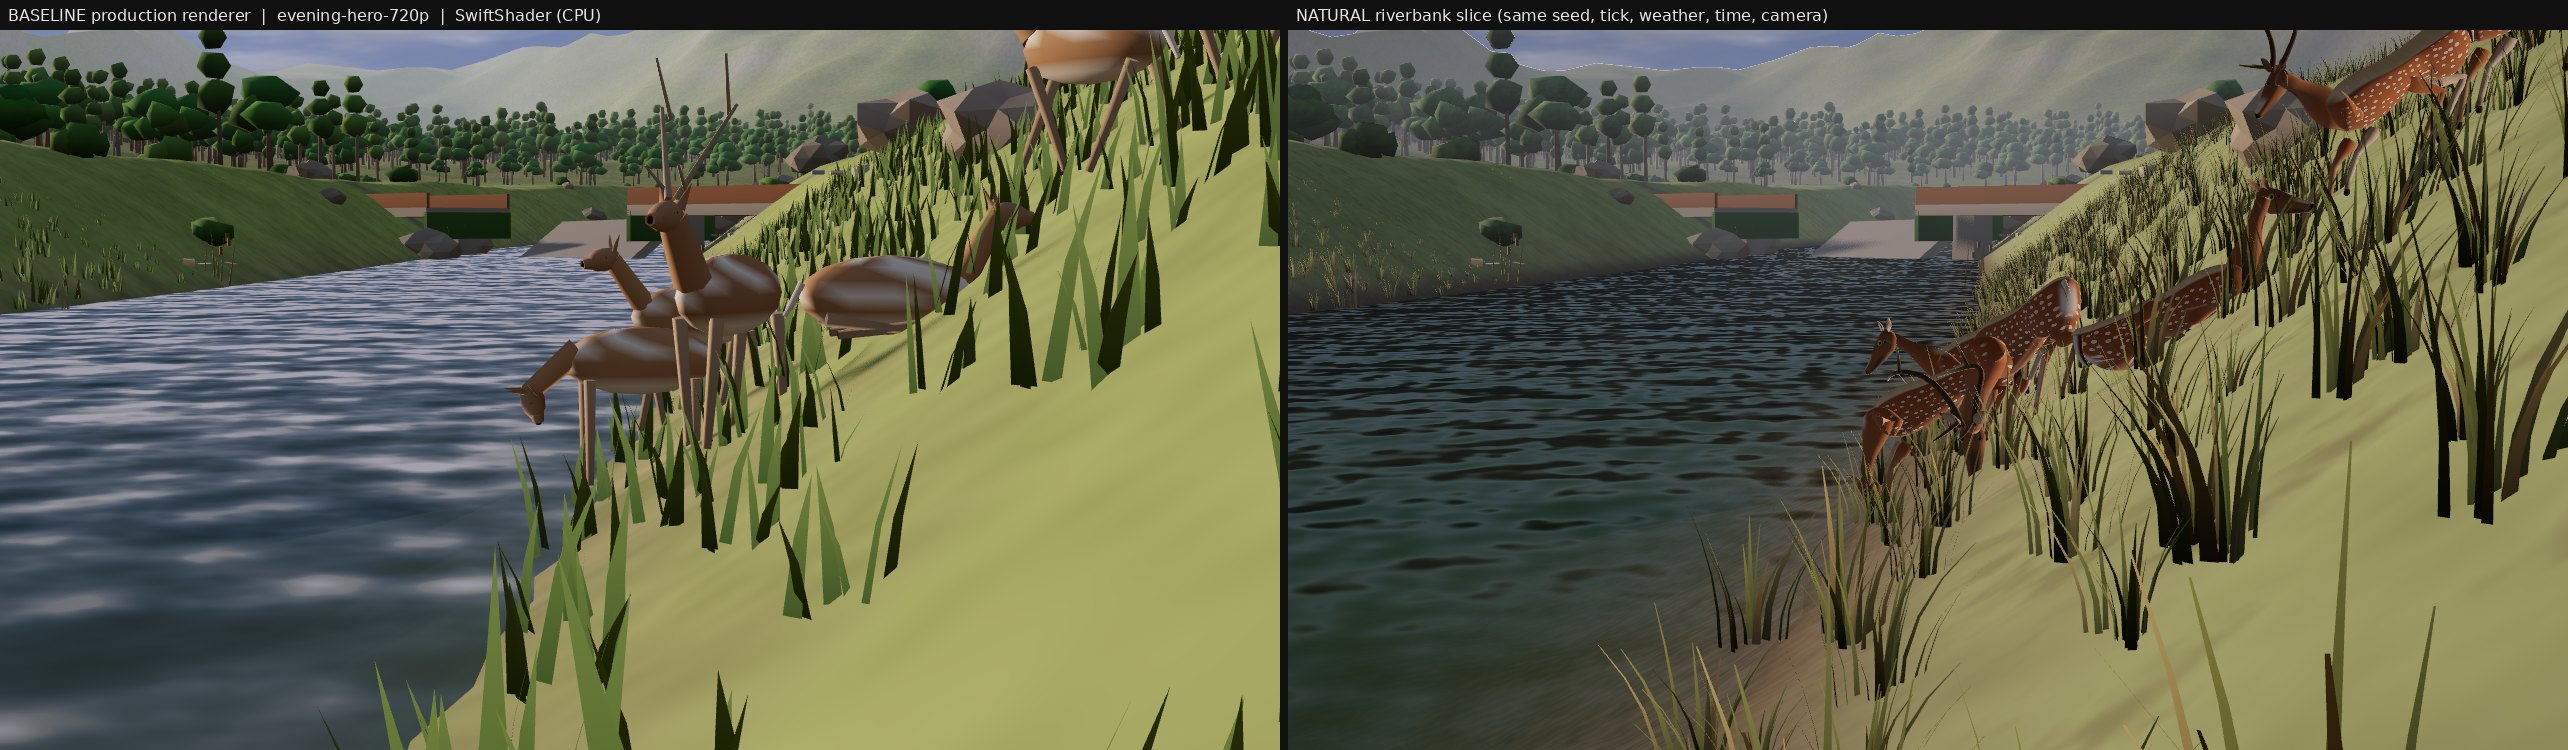 BASELINE production renderer | evening-hero-720p | SwiftShader (CPU)
NATURAL riverbank slice (same seed, tick, weather, time, camera)